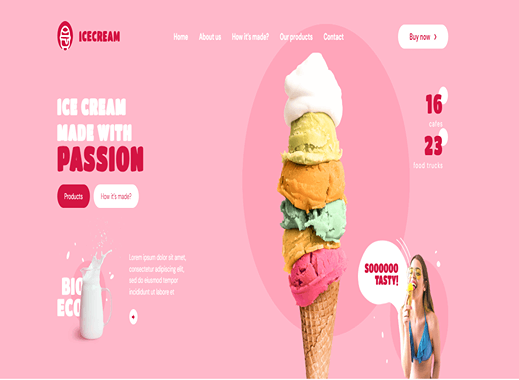 ICECREAM
Home About us How it's made? Our products Contact
Buy now
ICE CREAM
MADE WITH
PASSION
Products How it's made?
16
cafes
23
food trucks
BIO
ECO
Lorem ipsum dolor sit amet,
consectetur adipiscing elit,
sed do eiusmod tempor
incididunt ut labore et
SOOOOOO
TASTY!